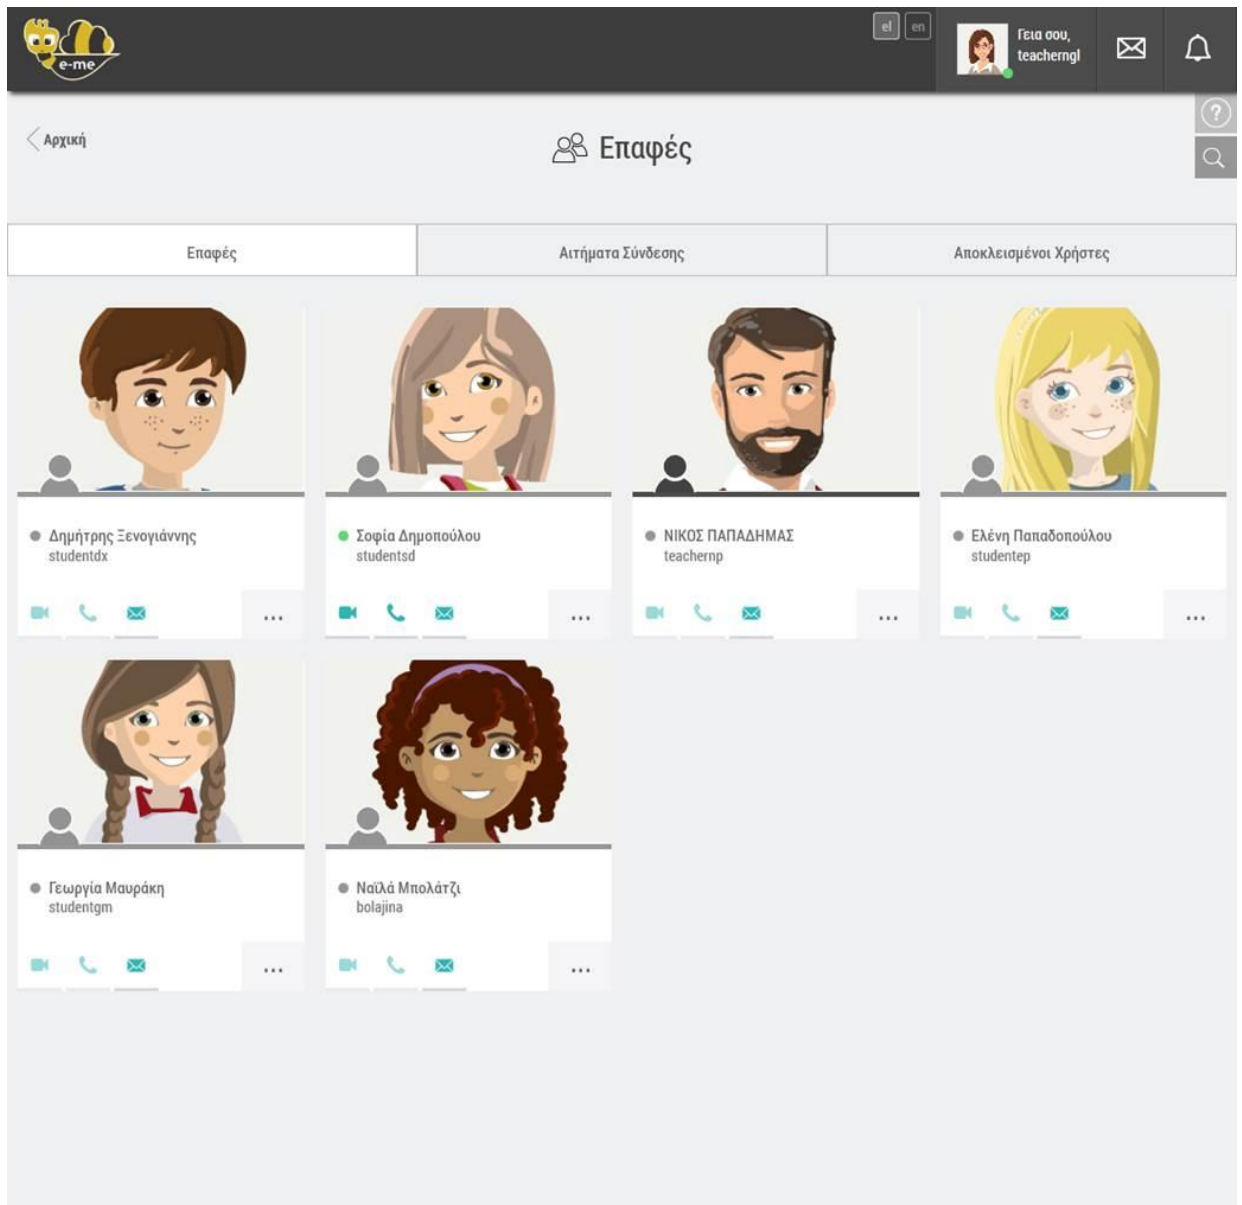 e-me
el en
Γεια σου,
teacherngl
Αρχική
Επαφές
Επαφές
Αιτήματα Σύνδεσης
Αποκλεισμένοι Χρήστες
Δημήτρης Ξενογιάννης
studentdx
...
Σοφία Δημοπούλου
studentsd
...
ΝΙΚΟΣ ΠΑΠΑΔΗΜΑΣ
teachernp
...
Ελένη Παπαδοπούλου
studentep
...
Γεωργία Μαυράκη
studentgm
...
Ναϊλά Μπολάτζι
bolajina
...